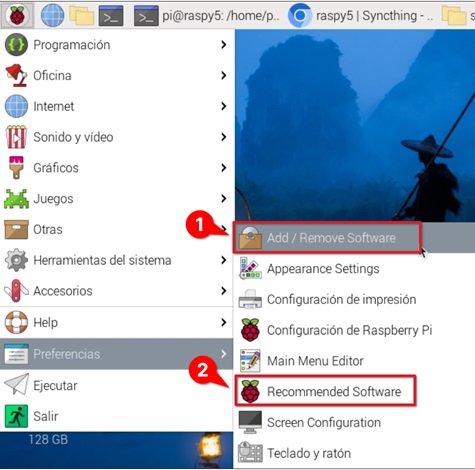 pi@raspy5: /home/p..
raspy5 | Syncthing - ..
s
Programación
Oficina
Internet
Sonido y vídeo
Gráficos
Juegos
Otras
Herramientas del sistema
Accesorios
Help
Preferencias
Ejecutar
Salir
128 GB
1
Add / Remove Software
Appearance Settings
Configuración de impresión
Configuración de Raspberry Pi
Main Menu Editor
2
Recommended Software
Screen Configuration
Teclado y ratón